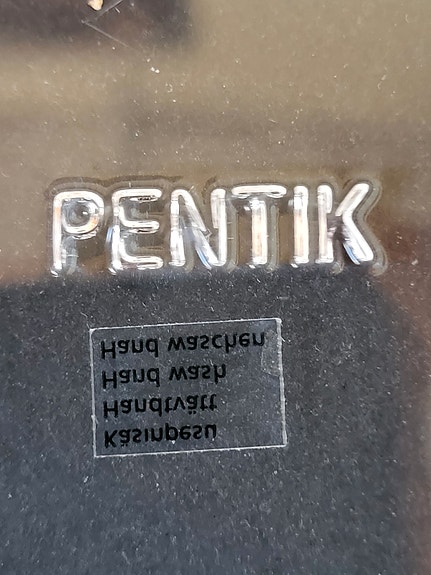 PENTIK
Käsinpesu
Handtvätt
Hand wash
Hand waschen